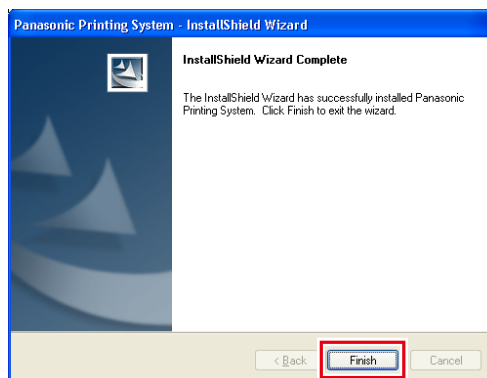 Panasonic Printing System - InstallShield Wizard
InstallShield Wizard Complete
The InstallShield Wizard has successfully installed Panasonic
Printing System. Click Finish to exit the wizard.
< Back
Finish
Cancel